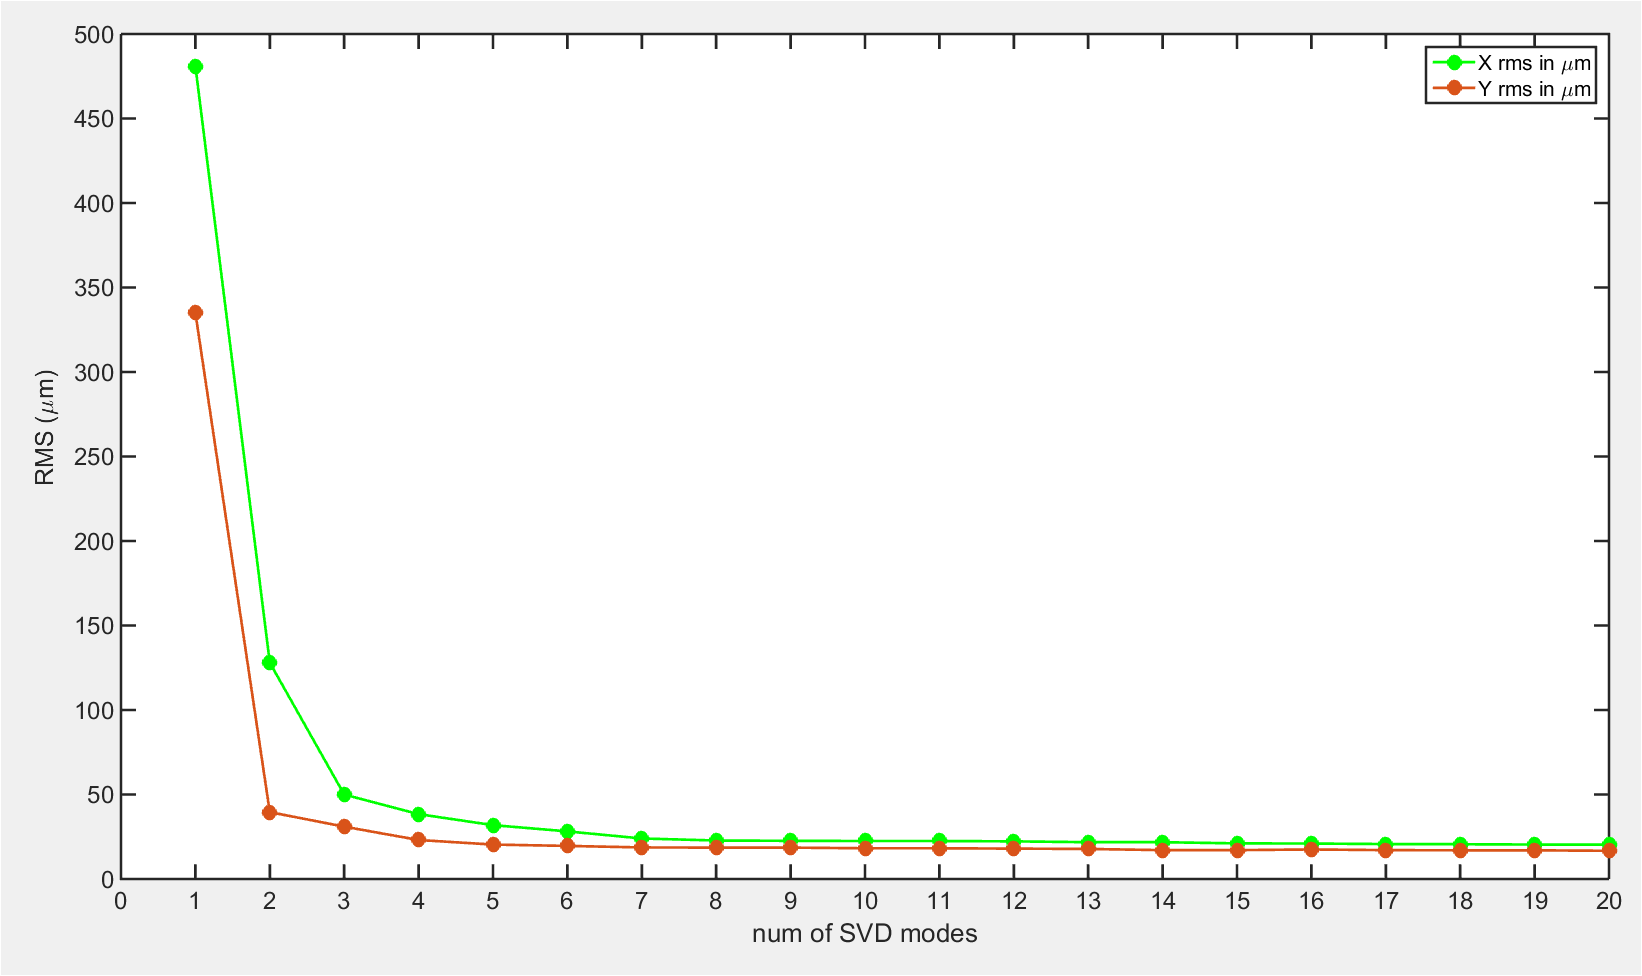 500
450
400
350
300
250
200
150
100
50
0
RMS (μm)
X rms in μm
Y rms in μm
0 1 2 3 4 5 6 7 8 9 10 11 12 13 14 15 16 17 18 19 20
num of SVD modes